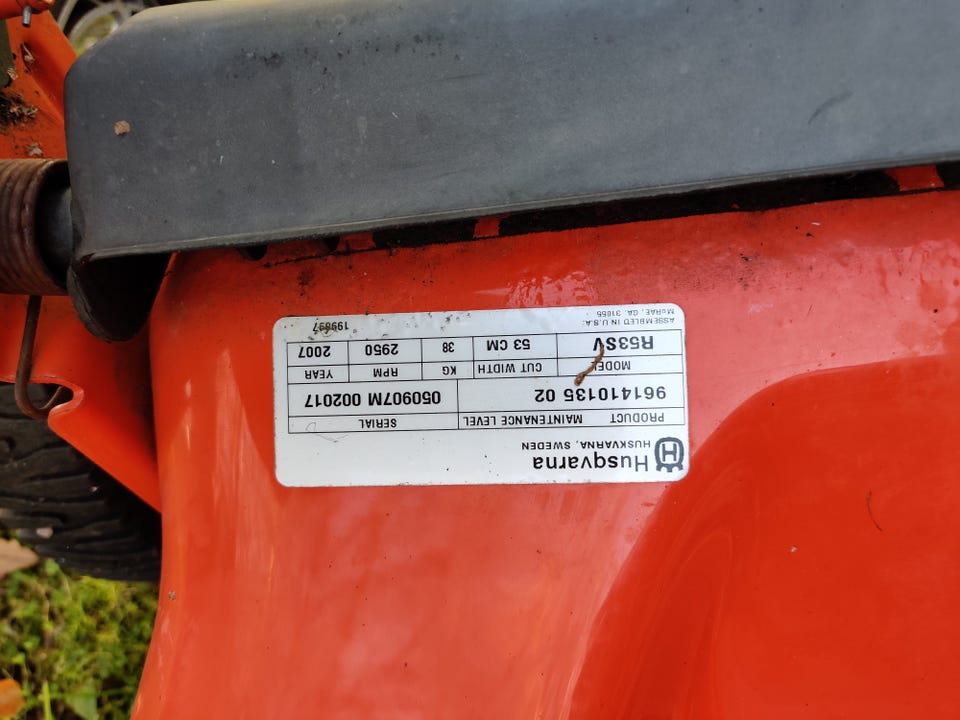 Husqvarna
HUSKVARNA, SWEDEN
PRODUCT MAINTENANCE LEVEL SERIAL
961410135 02 050907M 002017
MODEL CUT WIDTH KG RPM YEAR
R53SV 53 CM 38 2950 2007
ASSEMBLED IN U.S.A.
McRAE, GA. 31055 199897